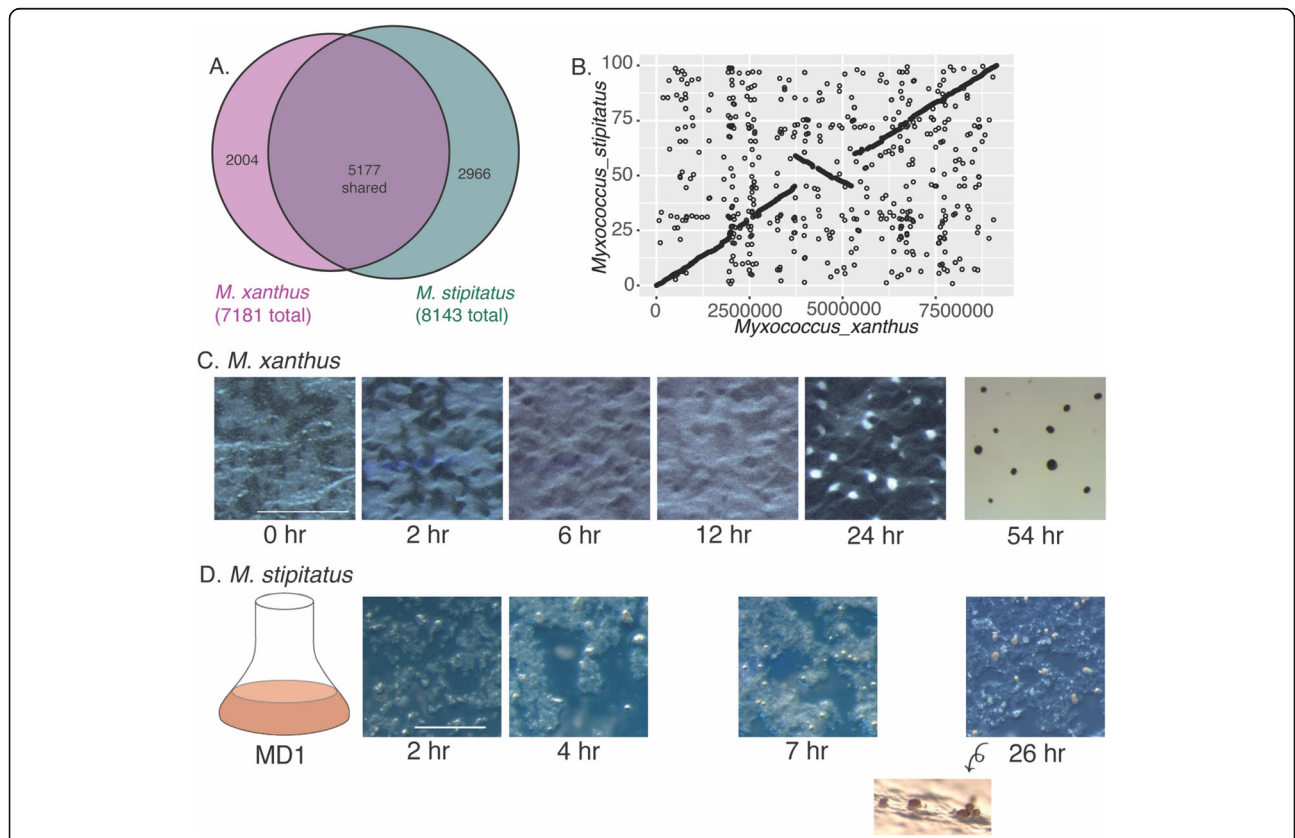 A.
2004
5177
shared
2966
M. xanthus
(7181 total)
M. stipitatus
(8143 total)
B.
Myxococcus_stipitatus
100
75
50
25
0
0 2500000 5000000 7500000
Myxococcus_xanthus
C. M. xanthus
0 hr 2 hr 6 hr 12 hr 24 hr 54 hr
D. M. stipitatus
MD1 2 hr 4 hr 7 hr 26 hr